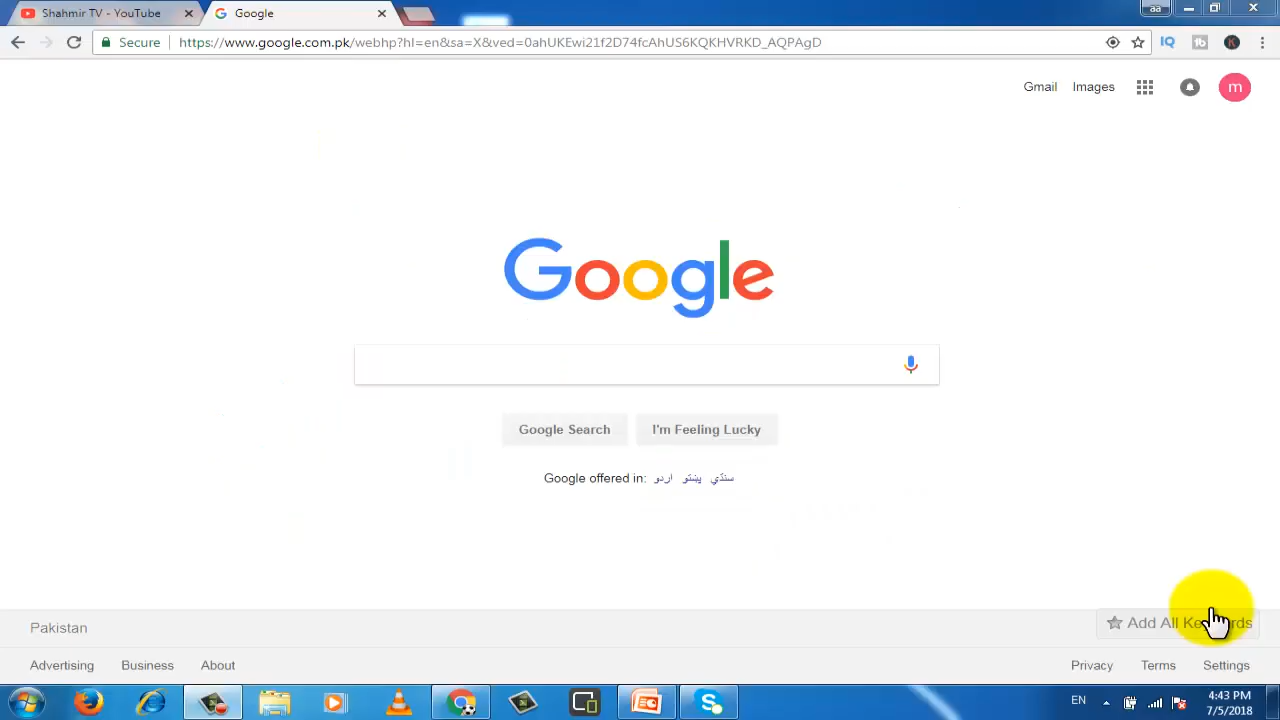 Shahmir TV - YouTube
Google
Secure
https://www.google.com.pk/webhp?hl=en&sa=X&ved=0ahUKEwi21f2D74fcAhUS6KQKHVRKD_AQPAgD
IQ
Gmail Images
m
Google
Google Search
I'm Feeling Lucky
Google offered in: اردو پښتو سنڌي
Pakistan
Add All Keywords
Advertising Business About
Privacy Terms Settings
EN
4:43 PM
7/5/2018